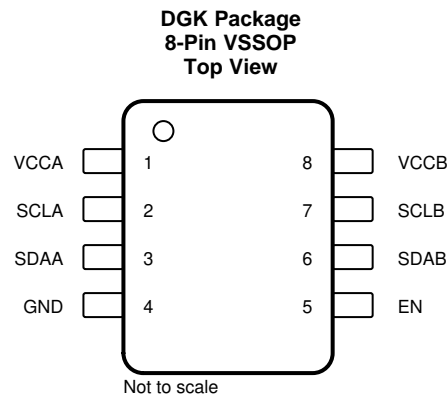 DGK Package
8-Pin VSSOP
Top View
VCCA 1 8 VCCB
SCLA 2 7 SCLB
SDAA 3 6 SDAB
GND 4 5 EN
Not to scale